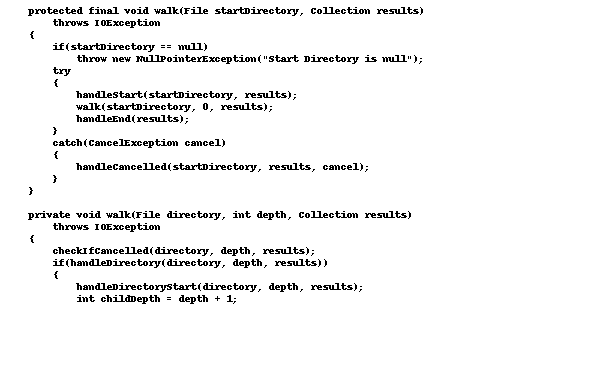 protected final void walk(File startDirectory, Collection results)
    throws IOException
{
    if(startDirectory == null)
        throw new NullPointerException("Start Directory is null");
    try
    {
        handleStart(startDirectory, results);
        walk(startDirectory, 0, results);
        handleEnd(results);
    }
    catch(CancelException cancel)
    {
        handleCancelled(startDirectory, results, cancel);
    }
}

private void walk(File directory, int depth, Collection results)
    throws IOException
{
    checkIfCancelled(directory, depth, results);
    if(handleDirectory(directory, depth, results))
    {
        handleDirectoryStart(directory, depth, results);
        int childDepth = depth + 1;